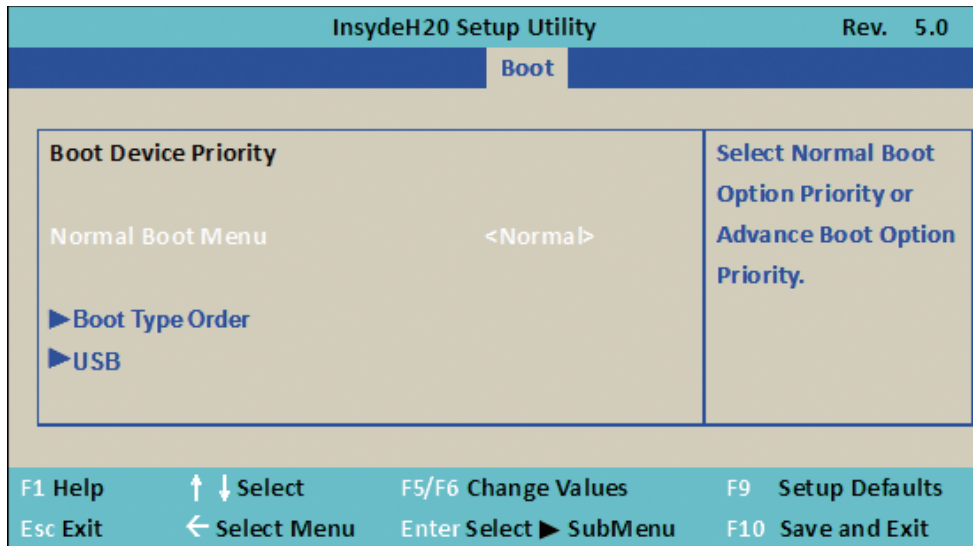 InsydeH20 Setup Utility Rev. 5.0
Boot
Boot Device Priority
Normal Boot Menu <Normal>
▶Boot Type Order
▶USB
Select Normal Boot
Option Priority or
Advance Boot Option
Priority.
F1 Help ↑ ↓ Select F5/F6 Change Values F9 Setup Defaults
Esc Exit ← Select Menu Enter Select ▶ SubMenu F10 Save and Exit